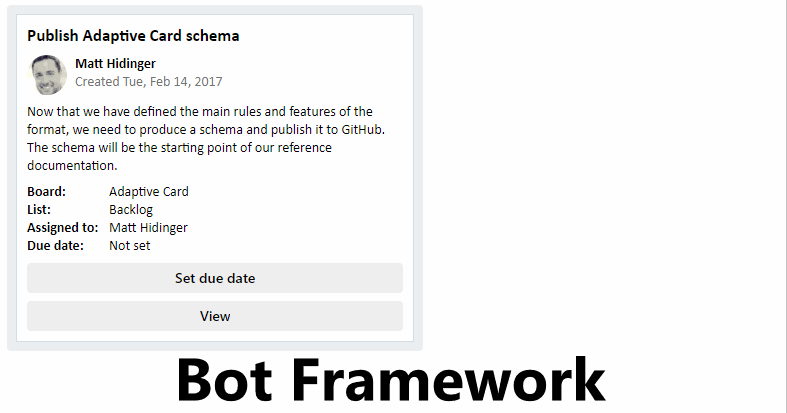 Publish Adaptive Card schema
Matt Hidinger
Created Tue, Feb 14, 2017
Now that we have defined the main rules and features of the
format, we need to produce a schema and publish it to GitHub.
The schema will be the starting point of our reference
documentation.
Board: Adaptive Card
List: Backlog
Assigned to: Matt Hidinger
Due date: Not set
Set due date
View
Bot Framework